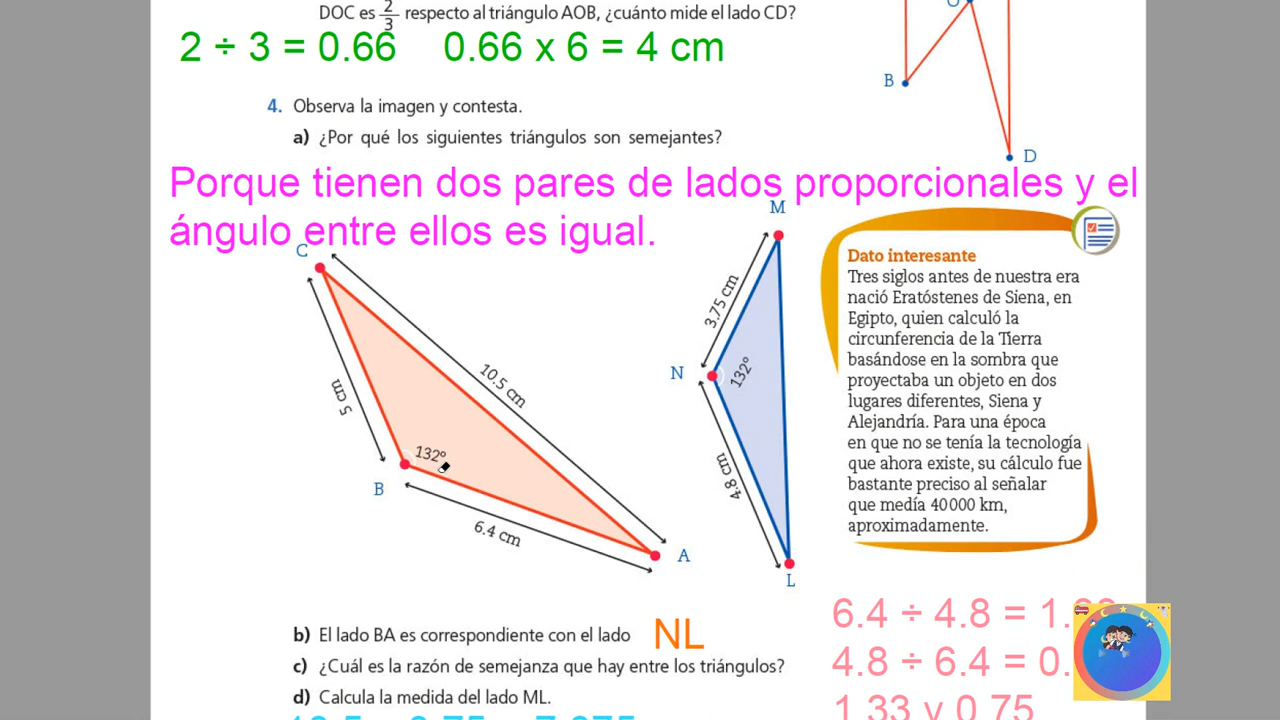 DOC es 2/3 respecto al triángulo AOB, ¿cuánto mide el lado CD?
2 ÷ 3 = 0.66 0.66 x 6 = 4 cm
O
B
D
4. Observa la imagen y contesta.
a) ¿Por qué los siguientes triángulos son semejantes?
Porque tienen dos pares de lados proporcionales y el
ángulo entre ellos es igual.
C
5 cm
10.5 cm
132°
B
6.4 cm
A
M
3.75 cm
N
132°
4.8 cm
L
Dato interesante
Tres siglos antes de nuestra era
nació Eratóstenes de Siena, en
Egipto, quien calculó la
circunferencia de la Tierra
basándose en la sombra que
proyectaba un objeto en dos
lugares diferentes, Siena y
Alejandría. Para una época
en que no se tenía la tecnología
que ahora existe, su cálculo fue
bastante preciso al señalar
que medía 40 000 km,
aproximadamente.
b) El lado BA es correspondiente con el lado NL
c) ¿Cuál es la razón de semejanza que hay entre los triángulos?
d) Calcula la medida del lado ML.
6.4 ÷ 4.8 = 1.
4.8 ÷ 6.4 = 0.
1.33 y 0.75